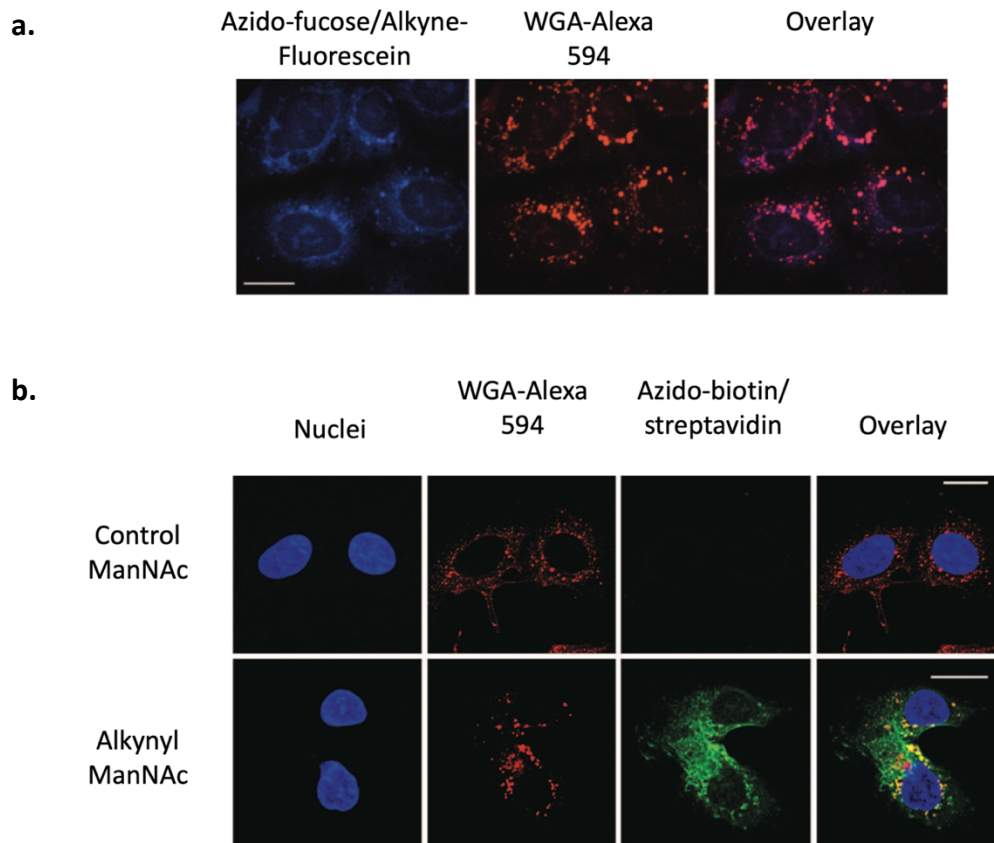 a.
Azido-fucose/Alkyne-
Fluorescein
WGA-Alexa
594
Overlay
b.
Nuclei
WGA-Alexa
594
Azido-biotin/
streptavidin
Overlay
Control
ManNAc
Alkynyl
ManNAc